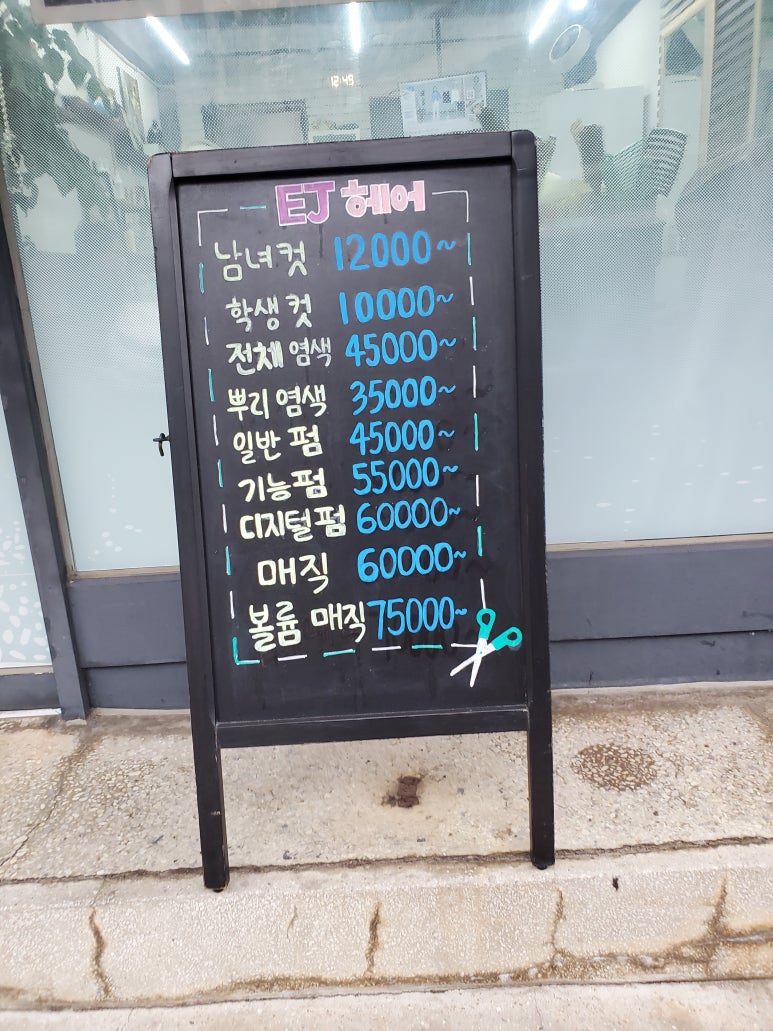 12:49
EJ 헤어
남녀컷 12000~
학생 컷 10000~
전체 염색 45000~
뿌리 염색 35000~
일반 펌 45000~
기능펌 55000~
디지털펌 60000~
매직 60000~
볼륨 매직 75000~